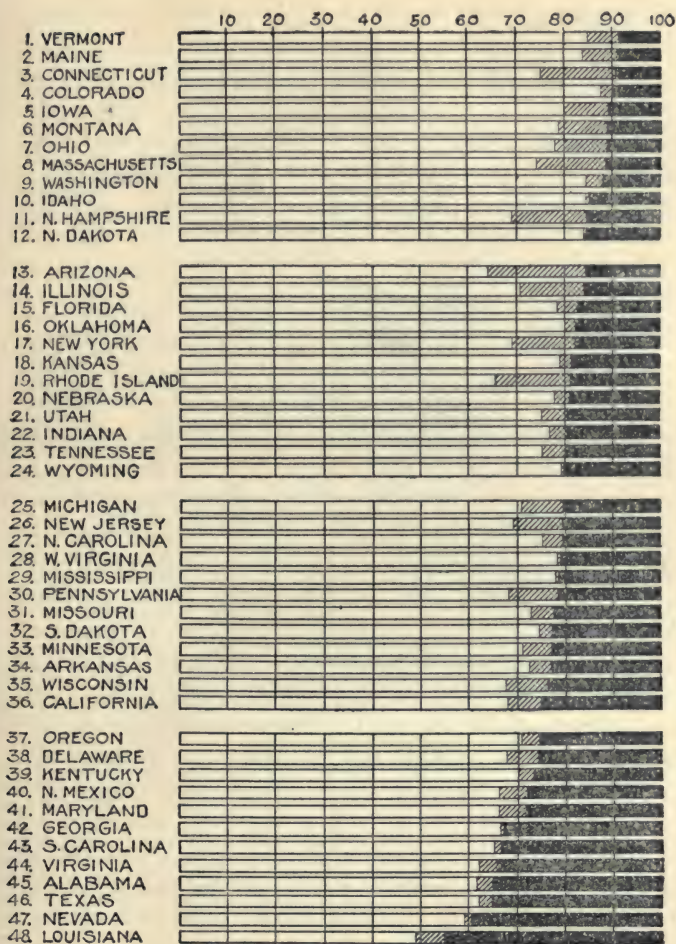 10 20 30 40 50 60 70 80 90 100
1. VERMONT
2. MAINE
3. CONNECTICUT
4. COLORADO
5. IOWA
6. MONTANA
7. OHIO
8. MASSACHUSETTS
9. WASHINGTON
10. IDAHO
11. N. HAMPSHIRE
12. N. DAKOTA
13. ARIZONA
14. ILLINOIS
15. FLORIDA
16. OKLAHOMA
17. NEW YORK
18. KANSAS
19. RHODE ISLAND
20. NEBRASKA
21. UTAH
22. INDIANA
23. TENNESSEE
24. WYOMING
25. MICHIGAN
26. NEW JERSEY
27. N. CAROLINA
28. W. VIRGINIA
29. MISSISSIPPI
30. PENNSYLVANIA
31. MISSOURI
32 S. DAKOTA
33. MINNESOTA
34. ARKANSAS
35. WISCONSIN
36. CALIFORNIA
37. OREGON
38. DELAWARE
39. KENTUCKY
40. N. MEXICO
41. MARYLAND
42 GEORGIA
43. S. CAROLINA
44. VIRGINIA
45. ALABAMA
46. TEXAS
47. NEVADA
48. LOUISIANA